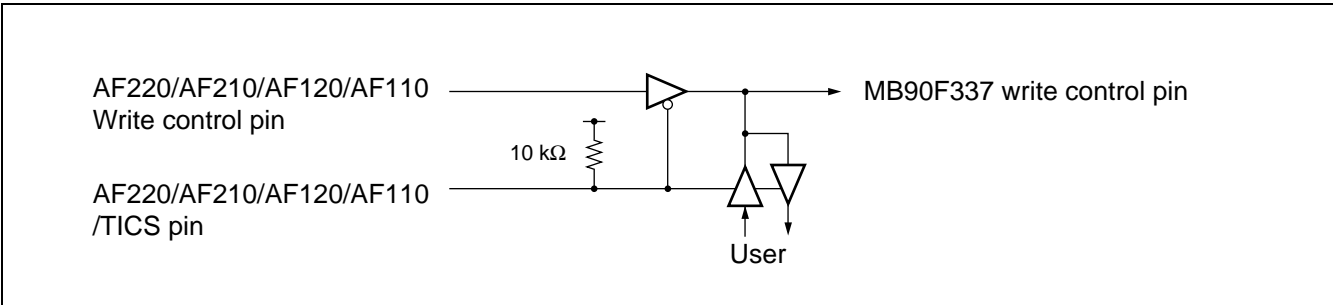 AF220/AF210/AF120/AF110
Write control pin
MB90F337 write control pin
10 kΩ
AF220/AF210/AF120/AF110
/TICS pin
User